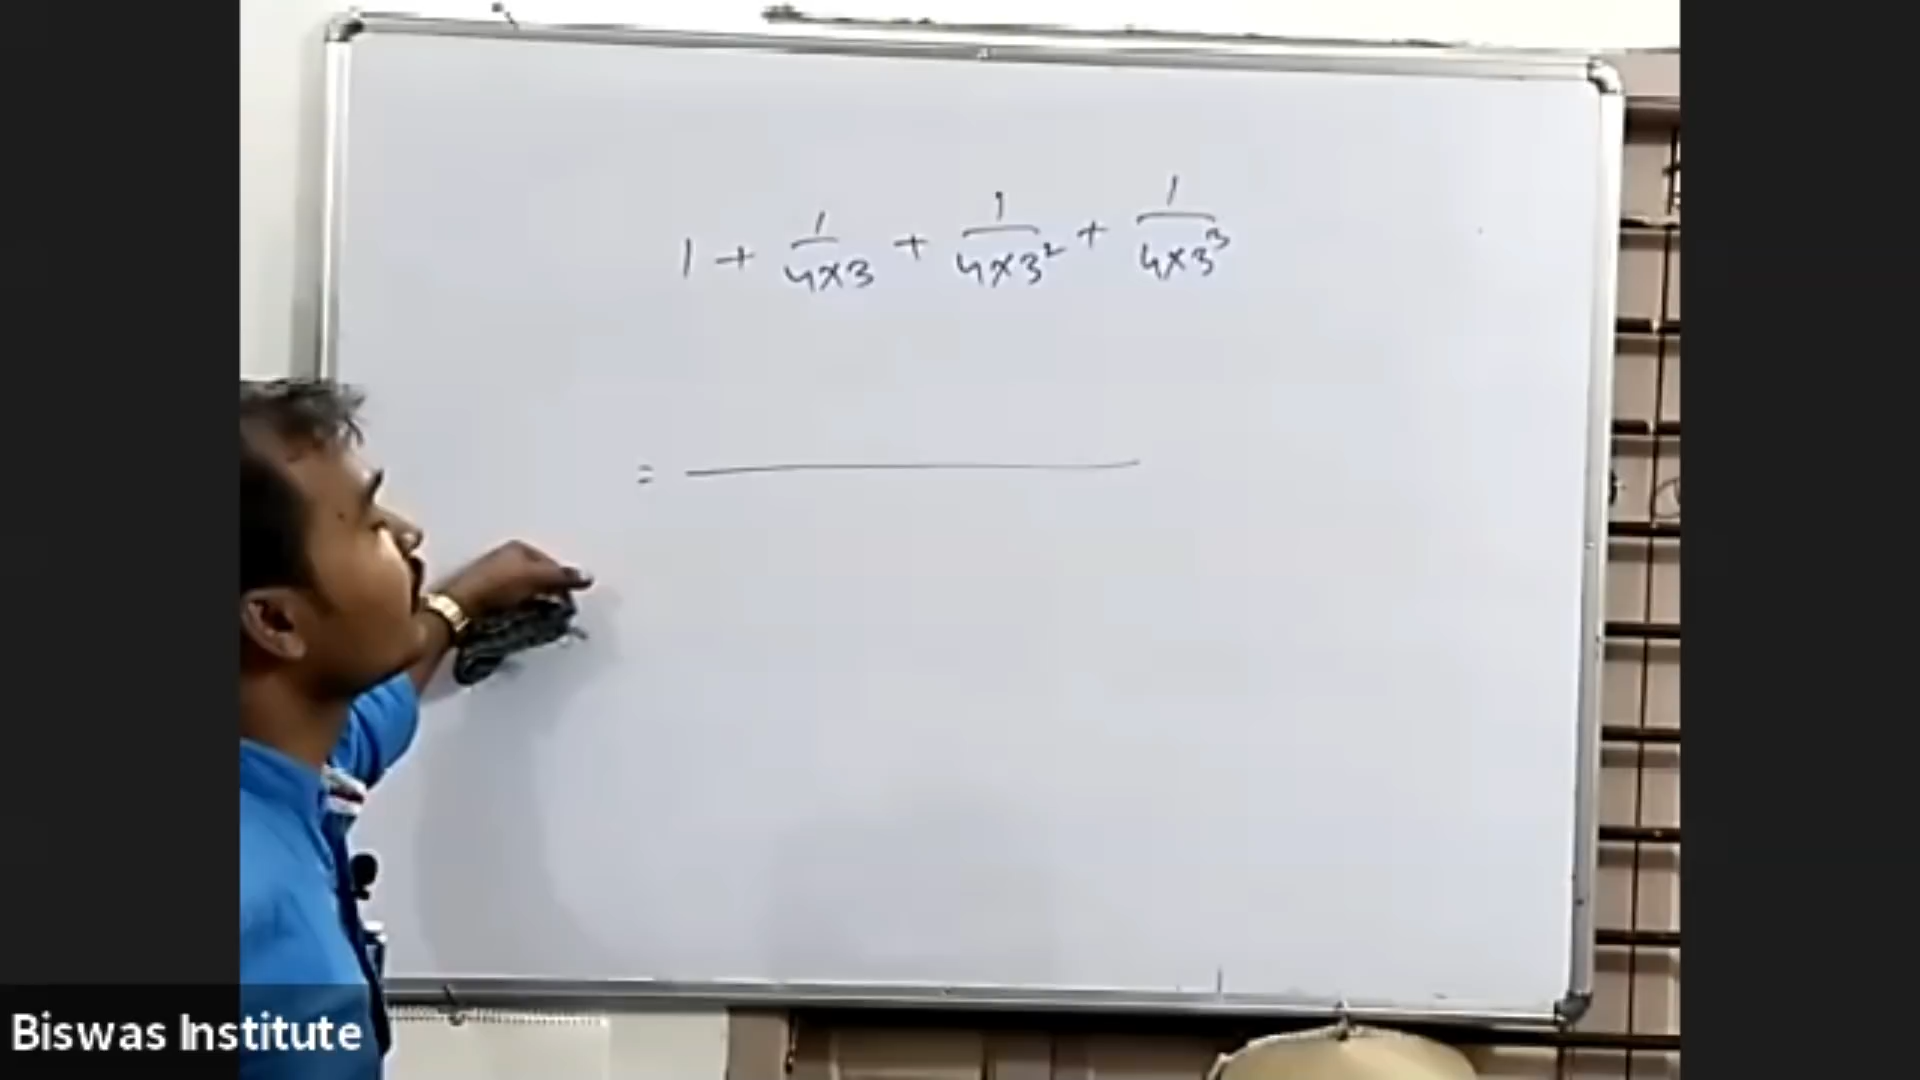 1 + 1/4×3 + 1/4×3² + 1/4×3³
=
Biswas Institute